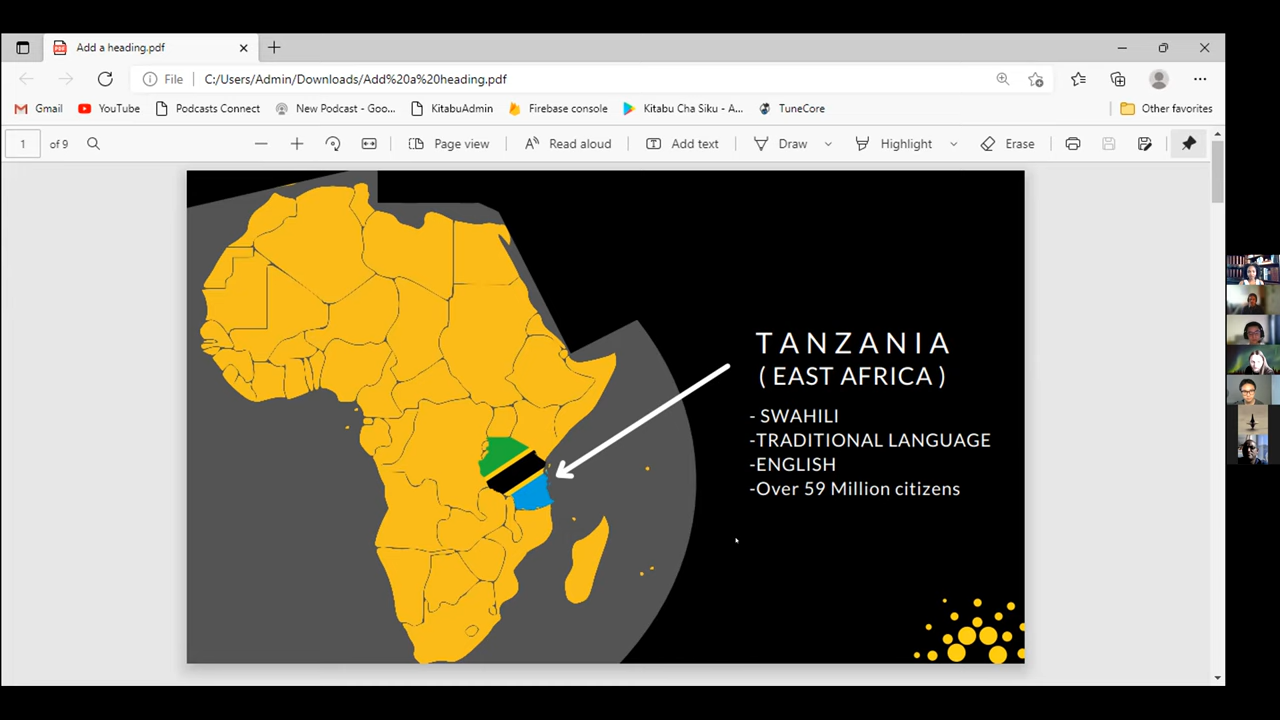 Add a heading.pdf
File
C:/Users/Admin/Downloads/Add%20a%20heading.pdf
Gmail
YouTube
Podcasts Connect
New Podcast - Goo...
KitabuAdmin
Firebase console
Kitabu Cha Siku - A...
TuneCore
Other favorites
1 of 9
Page view
Read aloud
Add text
Draw
Highlight
Erase
TANZANIA
( EAST AFRICA )
- SWAHILI
-TRADITIONAL LANGUAGE
-ENGLISH
-Over 59 Million citizens